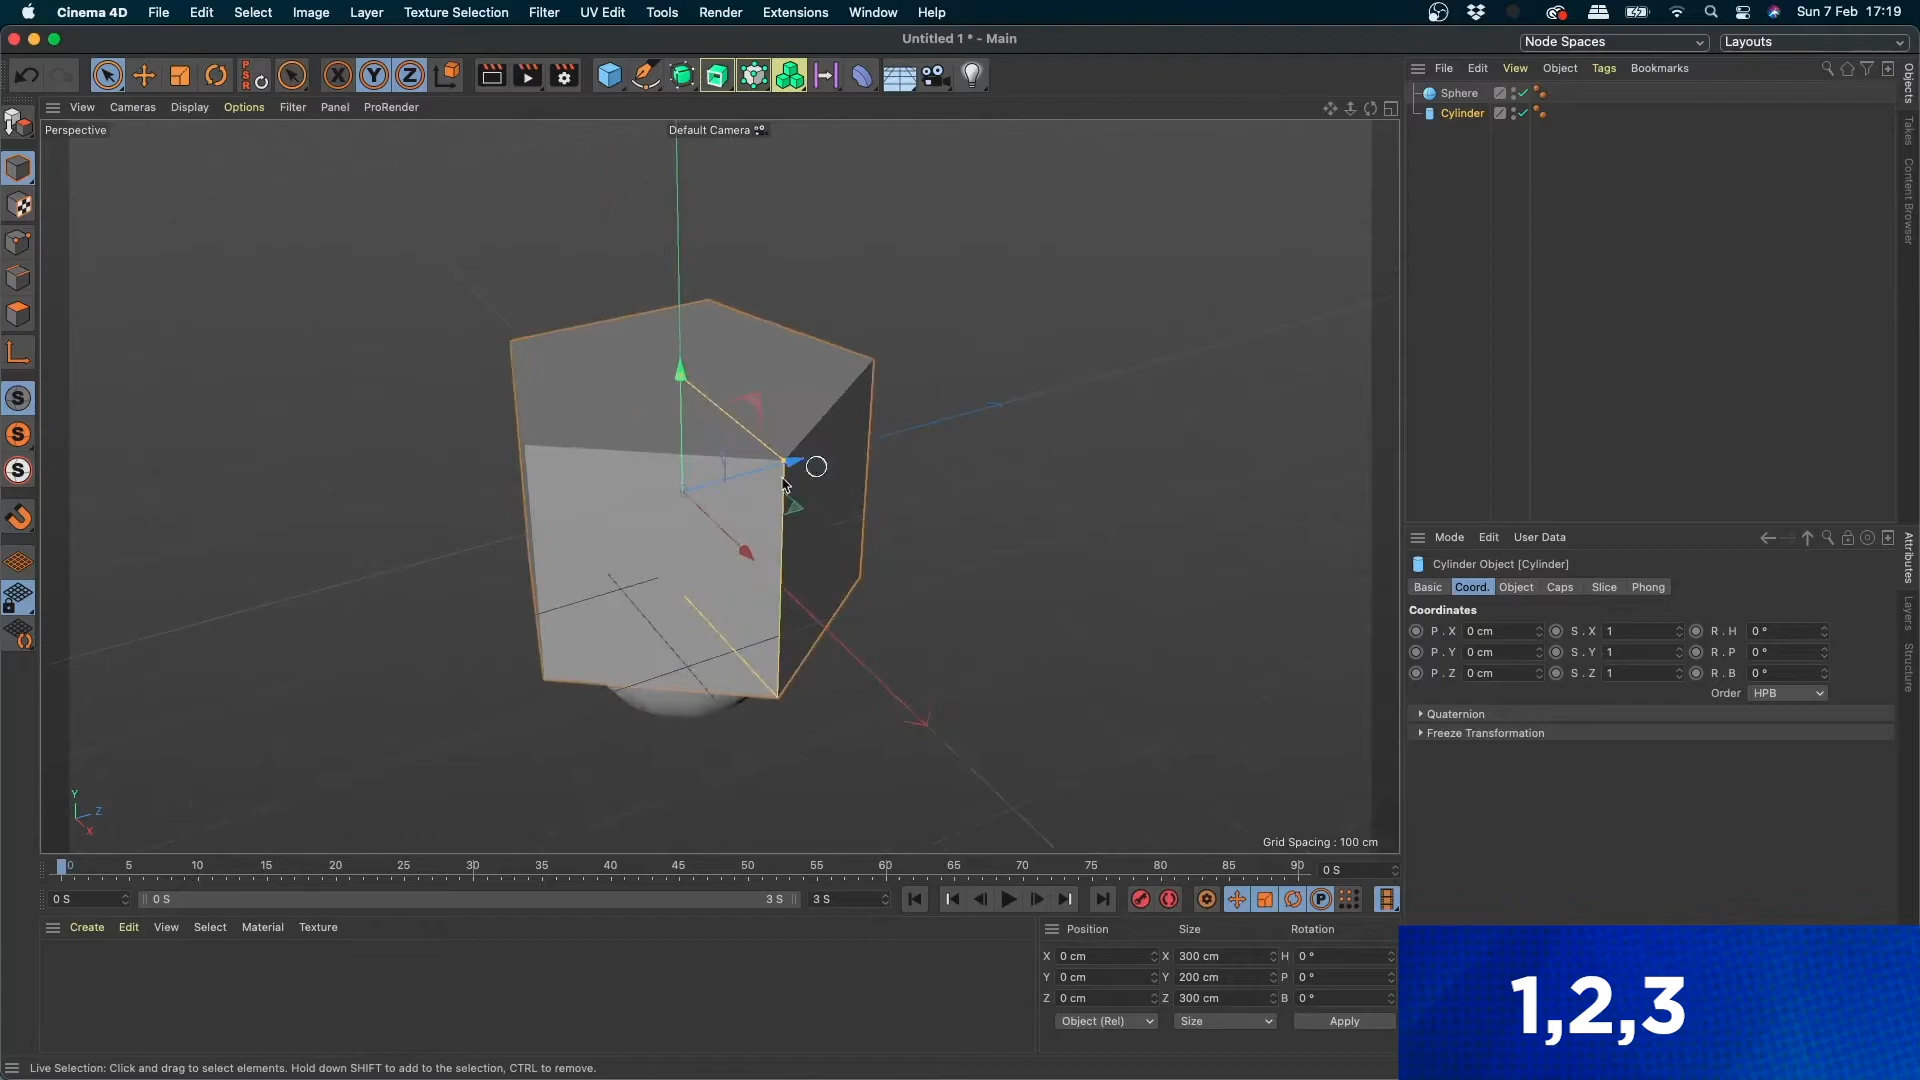 Cinema 4D File Edit Select Image Layer Texture Selection Filter UV Edit Tools Render Extensions Window Help Sun 7 Feb 17:19
Untitled 1 * - Main
Node Spaces Layouts
File Edit View Object Tags Bookmarks
View Cameras Display Options Filter Panel ProRender
Perspective
Default Camera
Sphere
Cylinder
Objects
Takes
Content Browser
X Y Z
PSR
S
S
S
Y
Z
X
Grid Spacing : 100 cm
Mode Edit User Data
Cylinder Object [Cylinder]
Basic Coord. Object Caps Slice Phong
Coordinates
P . X 0 cm S . X 1 R . H 0 °
P . Y 0 cm S . Y 1 R . P 0 °
P . Z 0 cm S . Z 1 R . B 0 °
Order HPB
Quaternion
Freeze Transformation
Attributes
Layers
Structure
0 5 10 15 20 25 30 35 40 45 50 55 60 65 70 75 80 85 90 0 S
0 S 0 S 3 S 3 S P
Create Edit View Select Material Texture
Position Size Rotation
X 0 cm X 300 cm H 0 °
Y 0 cm Y 200 cm P 0 °
Z 0 cm Z 300 cm B 0 °
Object (Rel) Size Apply
1,2,3
Live Selection: Click and drag to select elements. Hold down SHIFT to add to the selection, CTRL to remove.